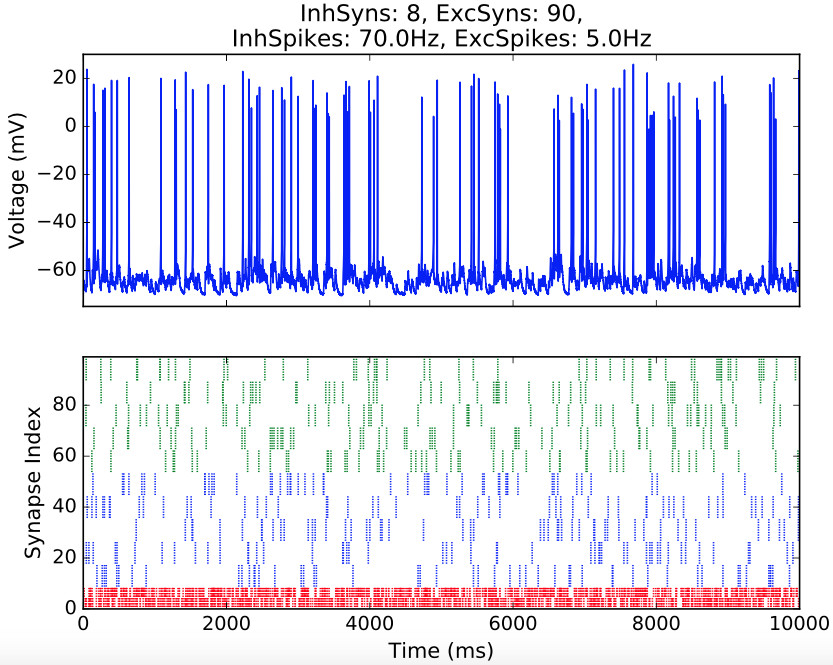 InhSyns: 8, ExcSyns: 90,
InhSpikes: 70.0Hz, ExcSpikes: 5.0Hz
20
0
−20
−40
−60
Voltage (mV)
80
60
40
20
0
Synapse Index
0 2000 4000 6000 8000 10000
Time (ms)